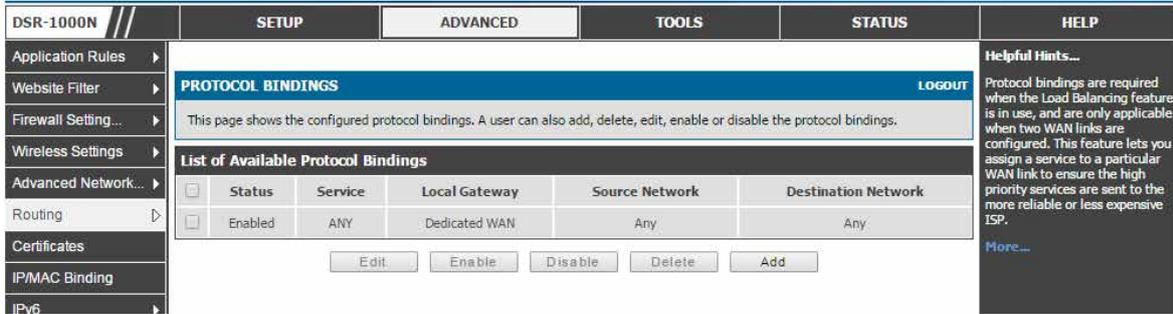 DSR-1000N
SETUP
ADVANCED
TOOLS
STATUS
HELP
Application Rules
Website Filter
Firewall Setting...
Wireless Settings
Advanced Network...
Routing
Certificates
IP/MAC Binding
IPv6
PROTOCOL BINDINGS
LOGOUT
This page shows the configured protocol bindings. A user can also add, delete, edit, enable or disable the protocol bindings.
List of Available Protocol Bindings
Status Service Local Gateway Source Network Destination Network
Enabled ANY Dedicated WAN Any Any
Edit Enable Disable Delete Add
Helpful Hints...
Protocol bindings are required
when the Load Balancing feature
is in use, and are only applicable
when two WAN links are
configured. This feature lets you
assign a service to a particular
WAN link to ensure the high
priority services are sent to the
more reliable or less expensive
ISP.
More...